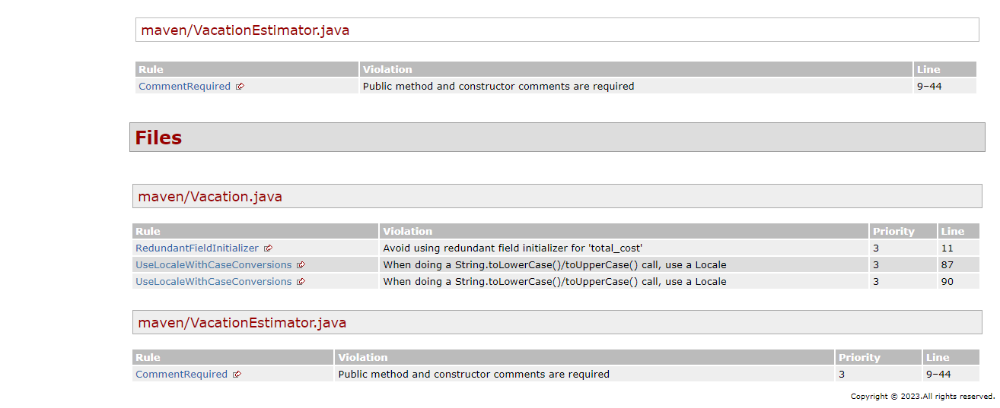 maven/VacationEstimator.java
Rule Violation Line
CommentRequired Public method and constructor comments are required 9–44
Files
maven/Vacation.java
Rule Violation Priority Line
RedundantFieldInitializer Avoid using redundant field initializer for 'total_cost' 3 11
UseLocaleWithCaseConversions When doing a String.toLowerCase()/toUpperCase() call, use a Locale 3 87
UseLocaleWithCaseConversions When doing a String.toLowerCase()/toUpperCase() call, use a Locale 3 90
maven/VacationEstimator.java
Rule Violation Priority Line
CommentRequired Public method and constructor comments are required 3 9–44
Copyright © 2023.All rights reserved.